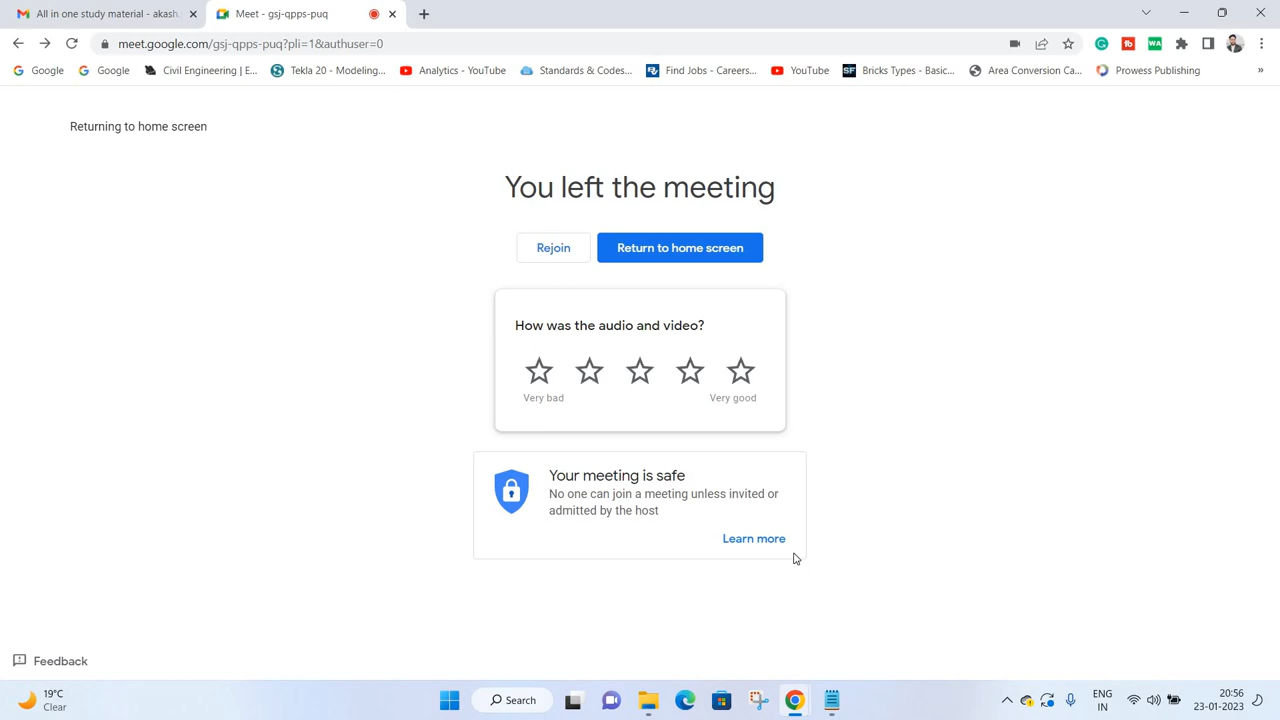 All in one study material - akash
Meet - gsj-qpps-puq
meet.google.com/gsj-qpps-puq?pli=1&authuser=0
Google
Google
Civil Engineering | E...
Tekla 20 - Modeling...
Analytics - YouTube
Standards & Codes...
Find Jobs - Careers...
YouTube
SF
Bricks Types - Basic...
Area Conversion Ca...
Prowess Publishing
»
Returning to home screen
You left the meeting
Rejoin
Return to home screen
How was the audio and video?
Very bad
Very good
Your meeting is safe
No one can join a meeting unless invited or
admitted by the host
Learn more
Feedback
19°C
Clear
Search
ENG
IN
20:56
23-01-2023